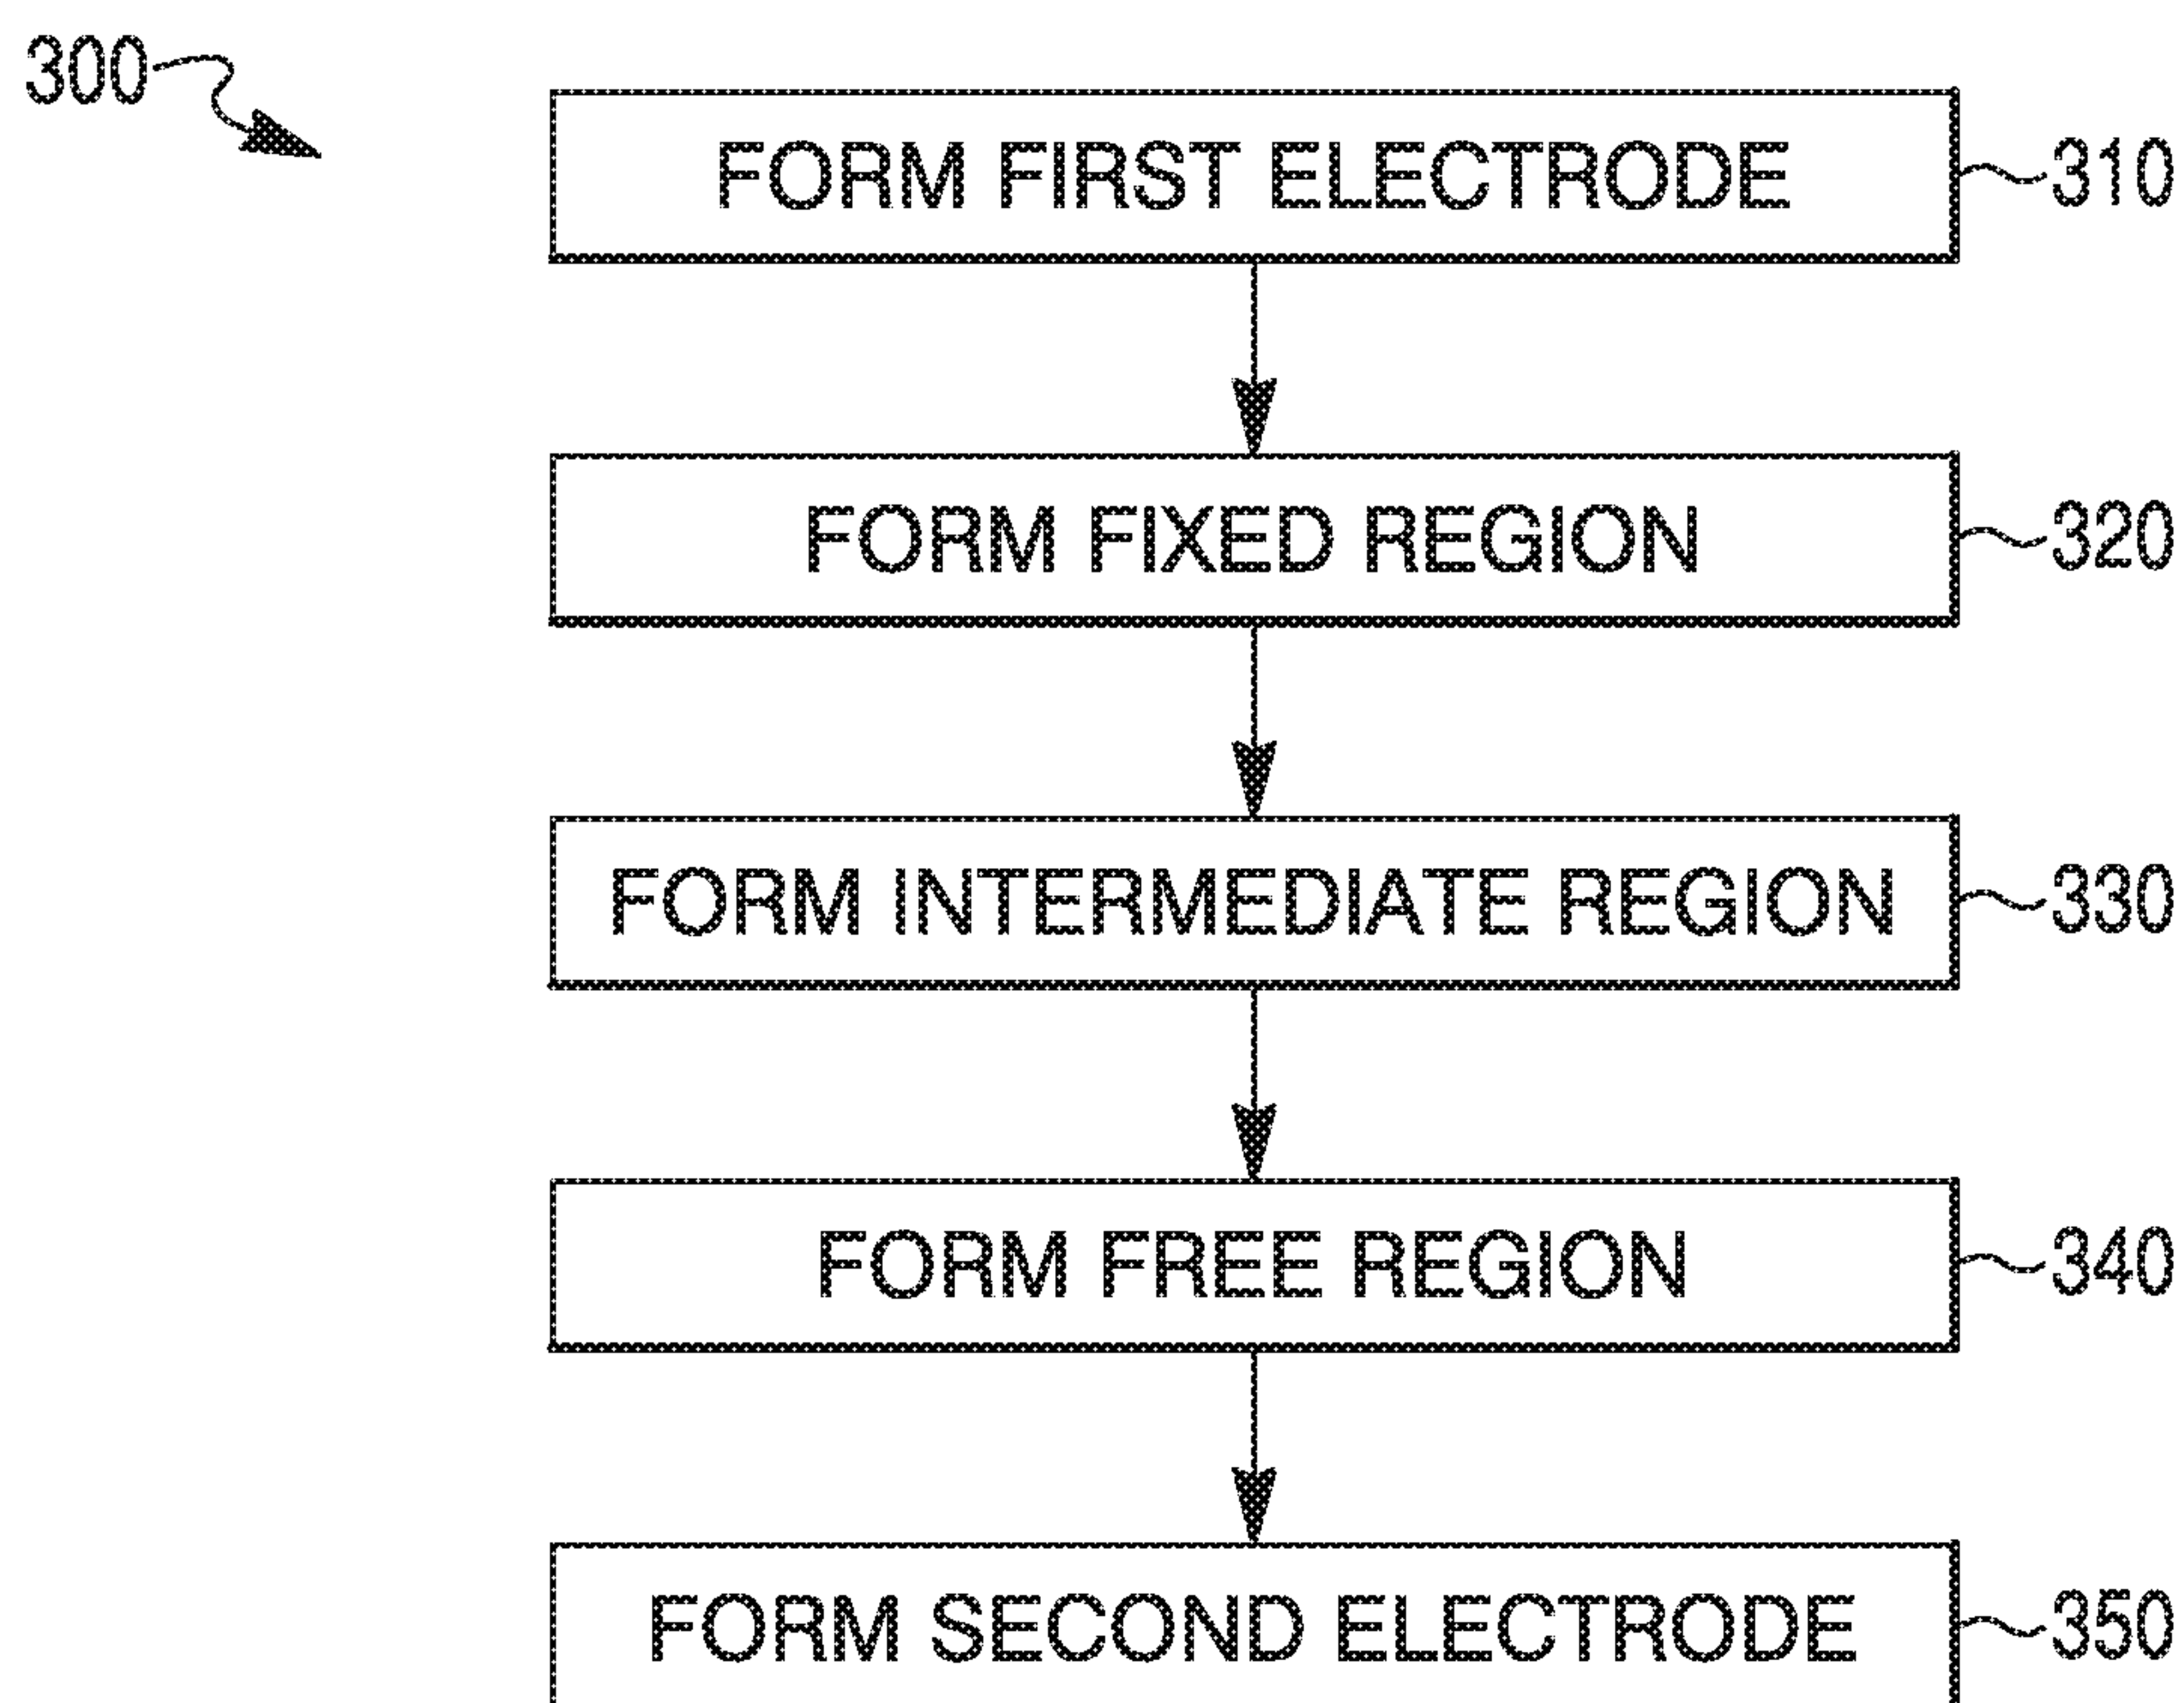 300
FORM FIRST ELECTRODE 310
FORM FIXED REGION 320
FORM INTERMEDIATE REGION 330
FORM FREE REGION 340
FORM SECOND ELECTRODE 350